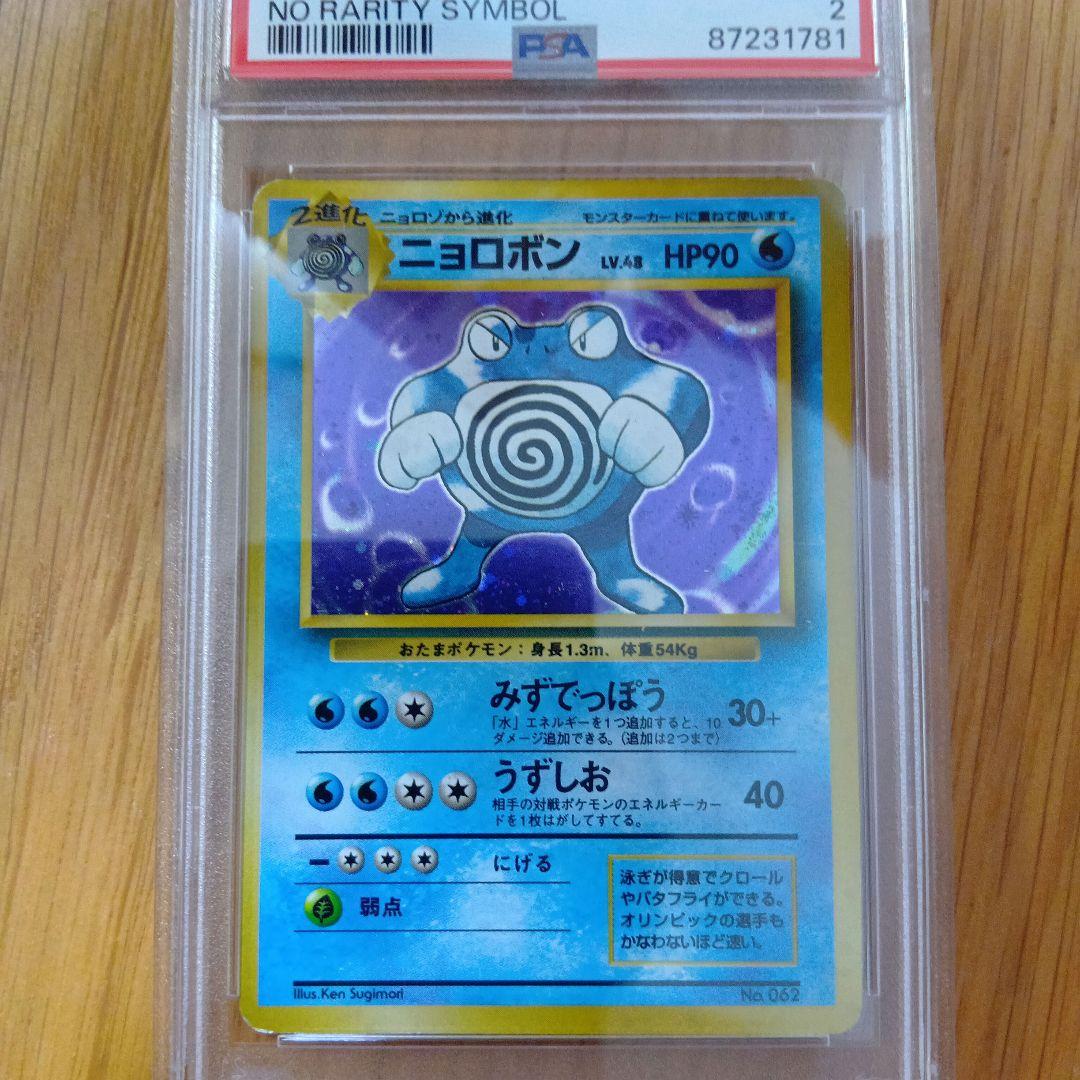 NO RARITY SYMBOL 2
PSA 87231781
2進化 ニョロゾから進化 モンスターカードに重ねて使います。
ニョロボン LV.48 HP90
おたまポケモン：身長1.3m、体重54Kg
みずでっぽう 30+
「水」エネルギーを1つ追加すると、10
ダメージ追加できる。（追加は2つまで）
うずしお 40
相手の対戦ポケモンのエネルギーカー
ドを1枚はがしてすてる。
ー にげる
弱点
泳ぎが得意でクロール
やバタフライができる。
オリンピックの選手も
かなわないほど速い。
Illus.Ken Sugimori No.062